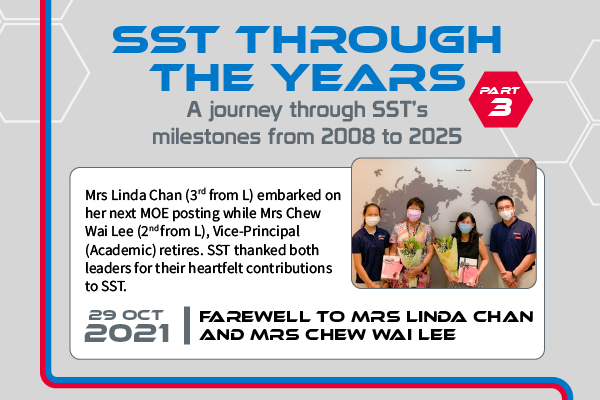 SST THROUGH
THE YEARS
PART
3
A journey through SST's
milestones from 2008 to 2025
Mrs Linda Chan (3rd from L) embarked on
her next MOE posting while Mrs Chew
Wai Lee (2nd from L), Vice-Principal
(Academic) retires. SST thanked both
leaders for their heartfelt contributions
to SST.
29 OCT
2021
FAREWELL TO MRS LINDA CHAN
AND MRS CHEW WAI LEE